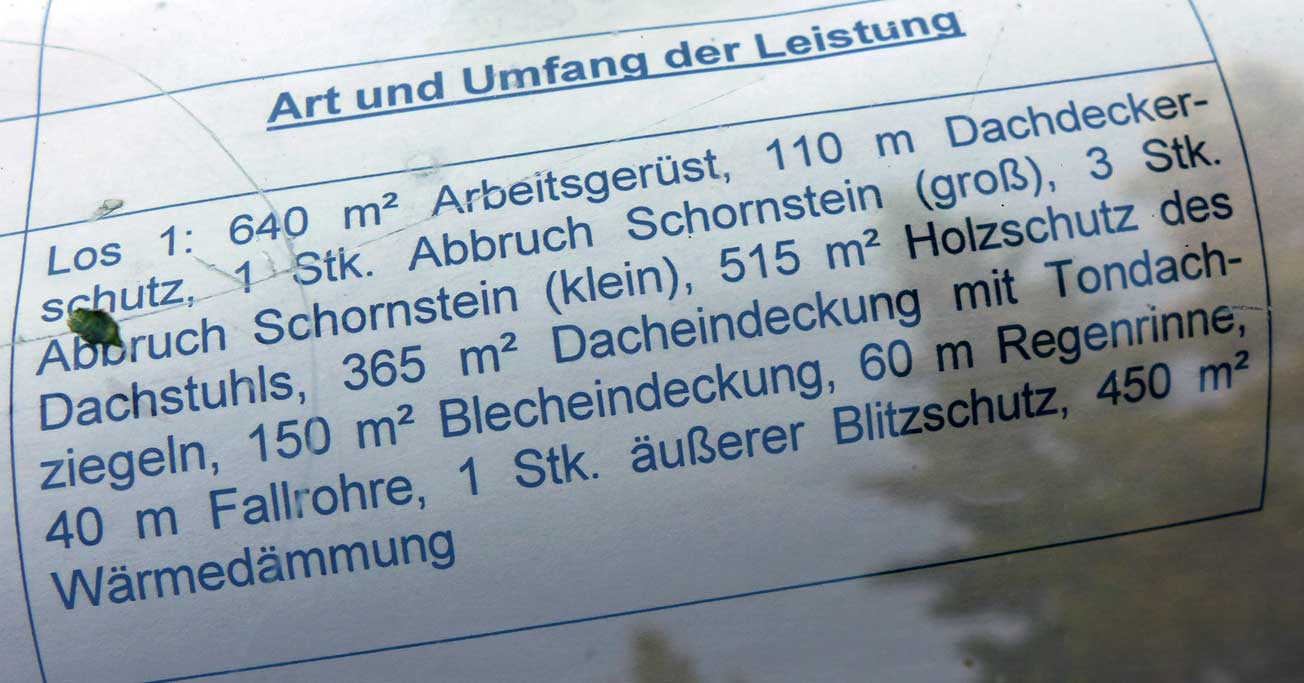 Art und Umfang der Leistung
Los 1: 640 m² Arbeitsgerüst, 110 m Dachdecker-
schutz, 1 Stk. Abbruch Schornstein (groß), 3 Stk.
Abbruch Schornstein (klein), 515 m² Holzschutz des
Dachstuhls, 365 m² Dacheindeckung mit Tondach-
ziegeln, 150 m² Blecheindeckung, 60 m Regenrinne,
40 m Fallrohre, 1 Stk. äußerer Blitzschutz, 450 m²
Wärmedämmung